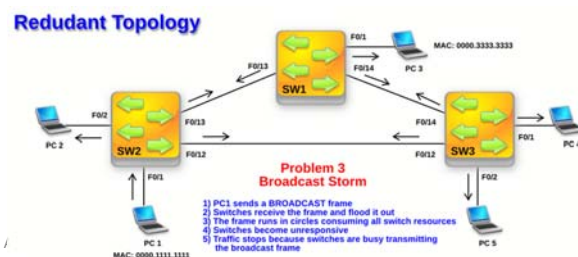 Redudant Topology
F0/1
MAC: 0000.3333.3333
PC 3
F0/13
F0/14
SW1
F0/2
F0/13
F0/14
PC 2
SW2
F0/12
F0/12
SW3
F0/1
PC 4
Problem 3
Broadcast Storm
F0/1
F0/2
1) PC1 sends a BROADCAST frame
2) Switches receive the frame and flood it out
3) The frame runs in circles consuming all switch resources
4) Switches become unresponsive
5) Traffic stops because switches are busy transmitting
the broadcast frame
PC 1
PC 5
MAC: 0000.1111.1111